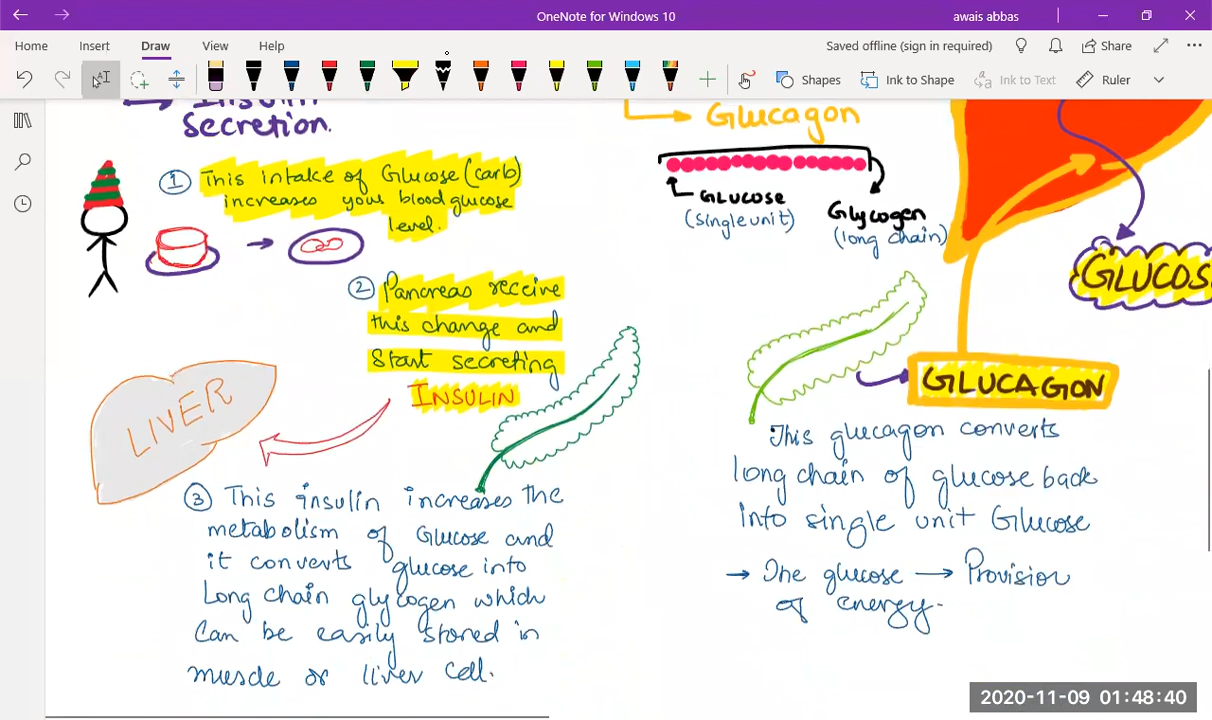 OneNote for Windows 10
awais abbas
Home Insert Draw View Help
Saved offline (sign in required)
Share
Shapes
Ink to Shape
Ink to Text
Ruler
Insulin
Secretion.
① This intake of Glucose (carb)
increases your blood glucose
level.
② Pancreas receive
this change and
Start secreting
INSULIN
LIVER
③ This insulin increases the
metabolism of Glucose and
it converts glucose into
Long chain glycogen which
Can be easily stored in
muscle or liver cell.
Glucagon
GLUCOSE
(single unit)
Glycogen
(long chain)
GLUCOS
GLUCAGON
This glucagon converts
long chain of glucose back
Into single unit Glucose
→ One glucose → Provision
of energy.
2020-11-09 01:48:40